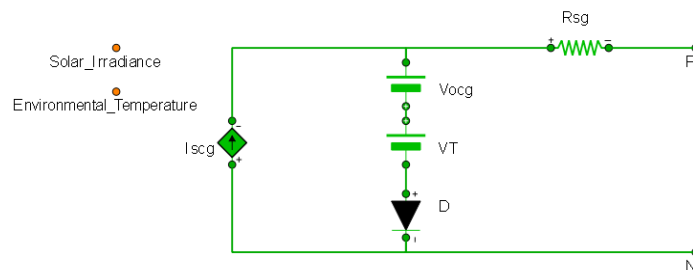 Rsg
+
−
P
Solar_Irradiance
Vocg
Environmental_Temperature
−
Iscg
VT
+
+
D
−
N